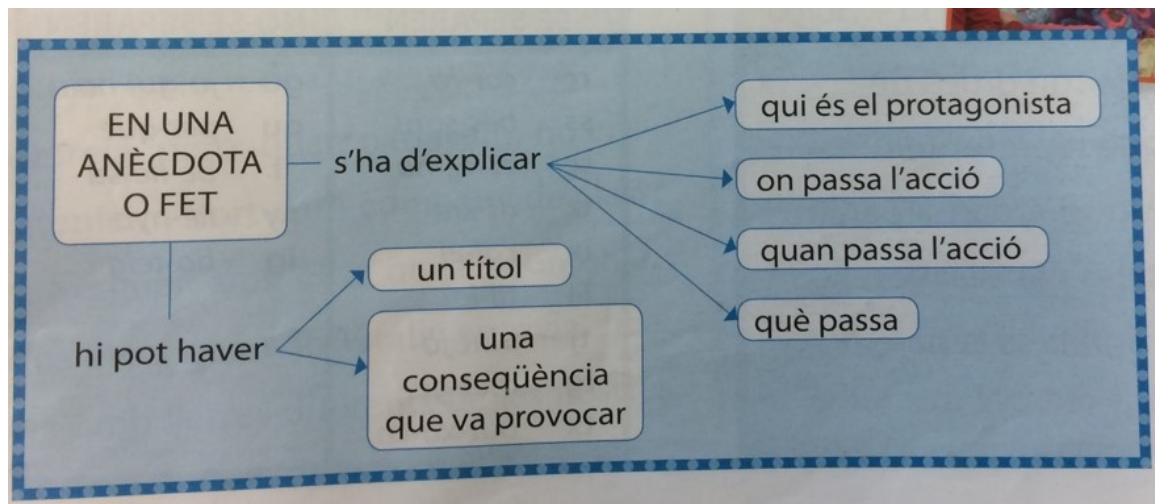 EN UNA
ANÈCDOTA
O FET
s'ha d'explicar
qui és el protagonista
on passa l'acció
quan passa l'acció
què passa
hi pot haver
un títol
una
conseqüència
que va provocar